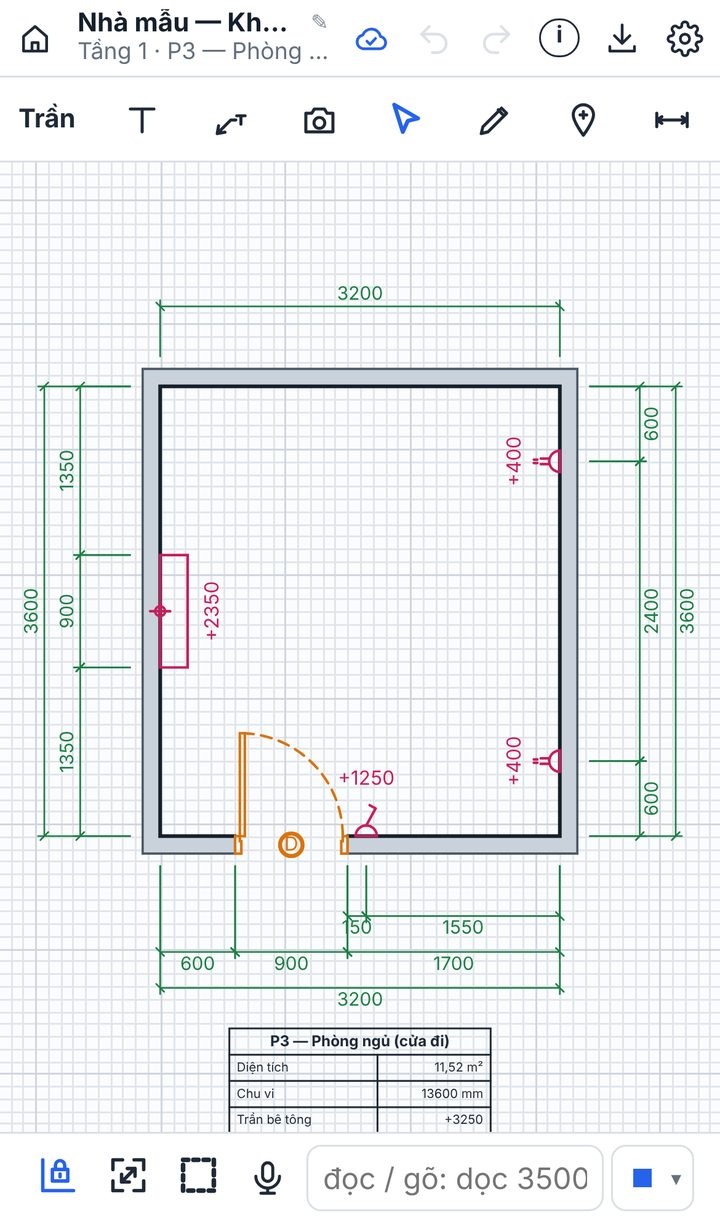 Nhà mẫu — Kh...
Tầng 1 · P3 — Phòng ...
i
Trần
T
T
3200
600
+400
1350
3600
900
+2350
2400
3600
+400
1350
+1250
600
D
150
1550
600
900
1700
3200
P3 — Phòng ngủ (cửa đi)
Diện tích 11,52 m²
Chu vi 13600 mm
Trần bê tông +3250
đọc / gõ: dọc 3500